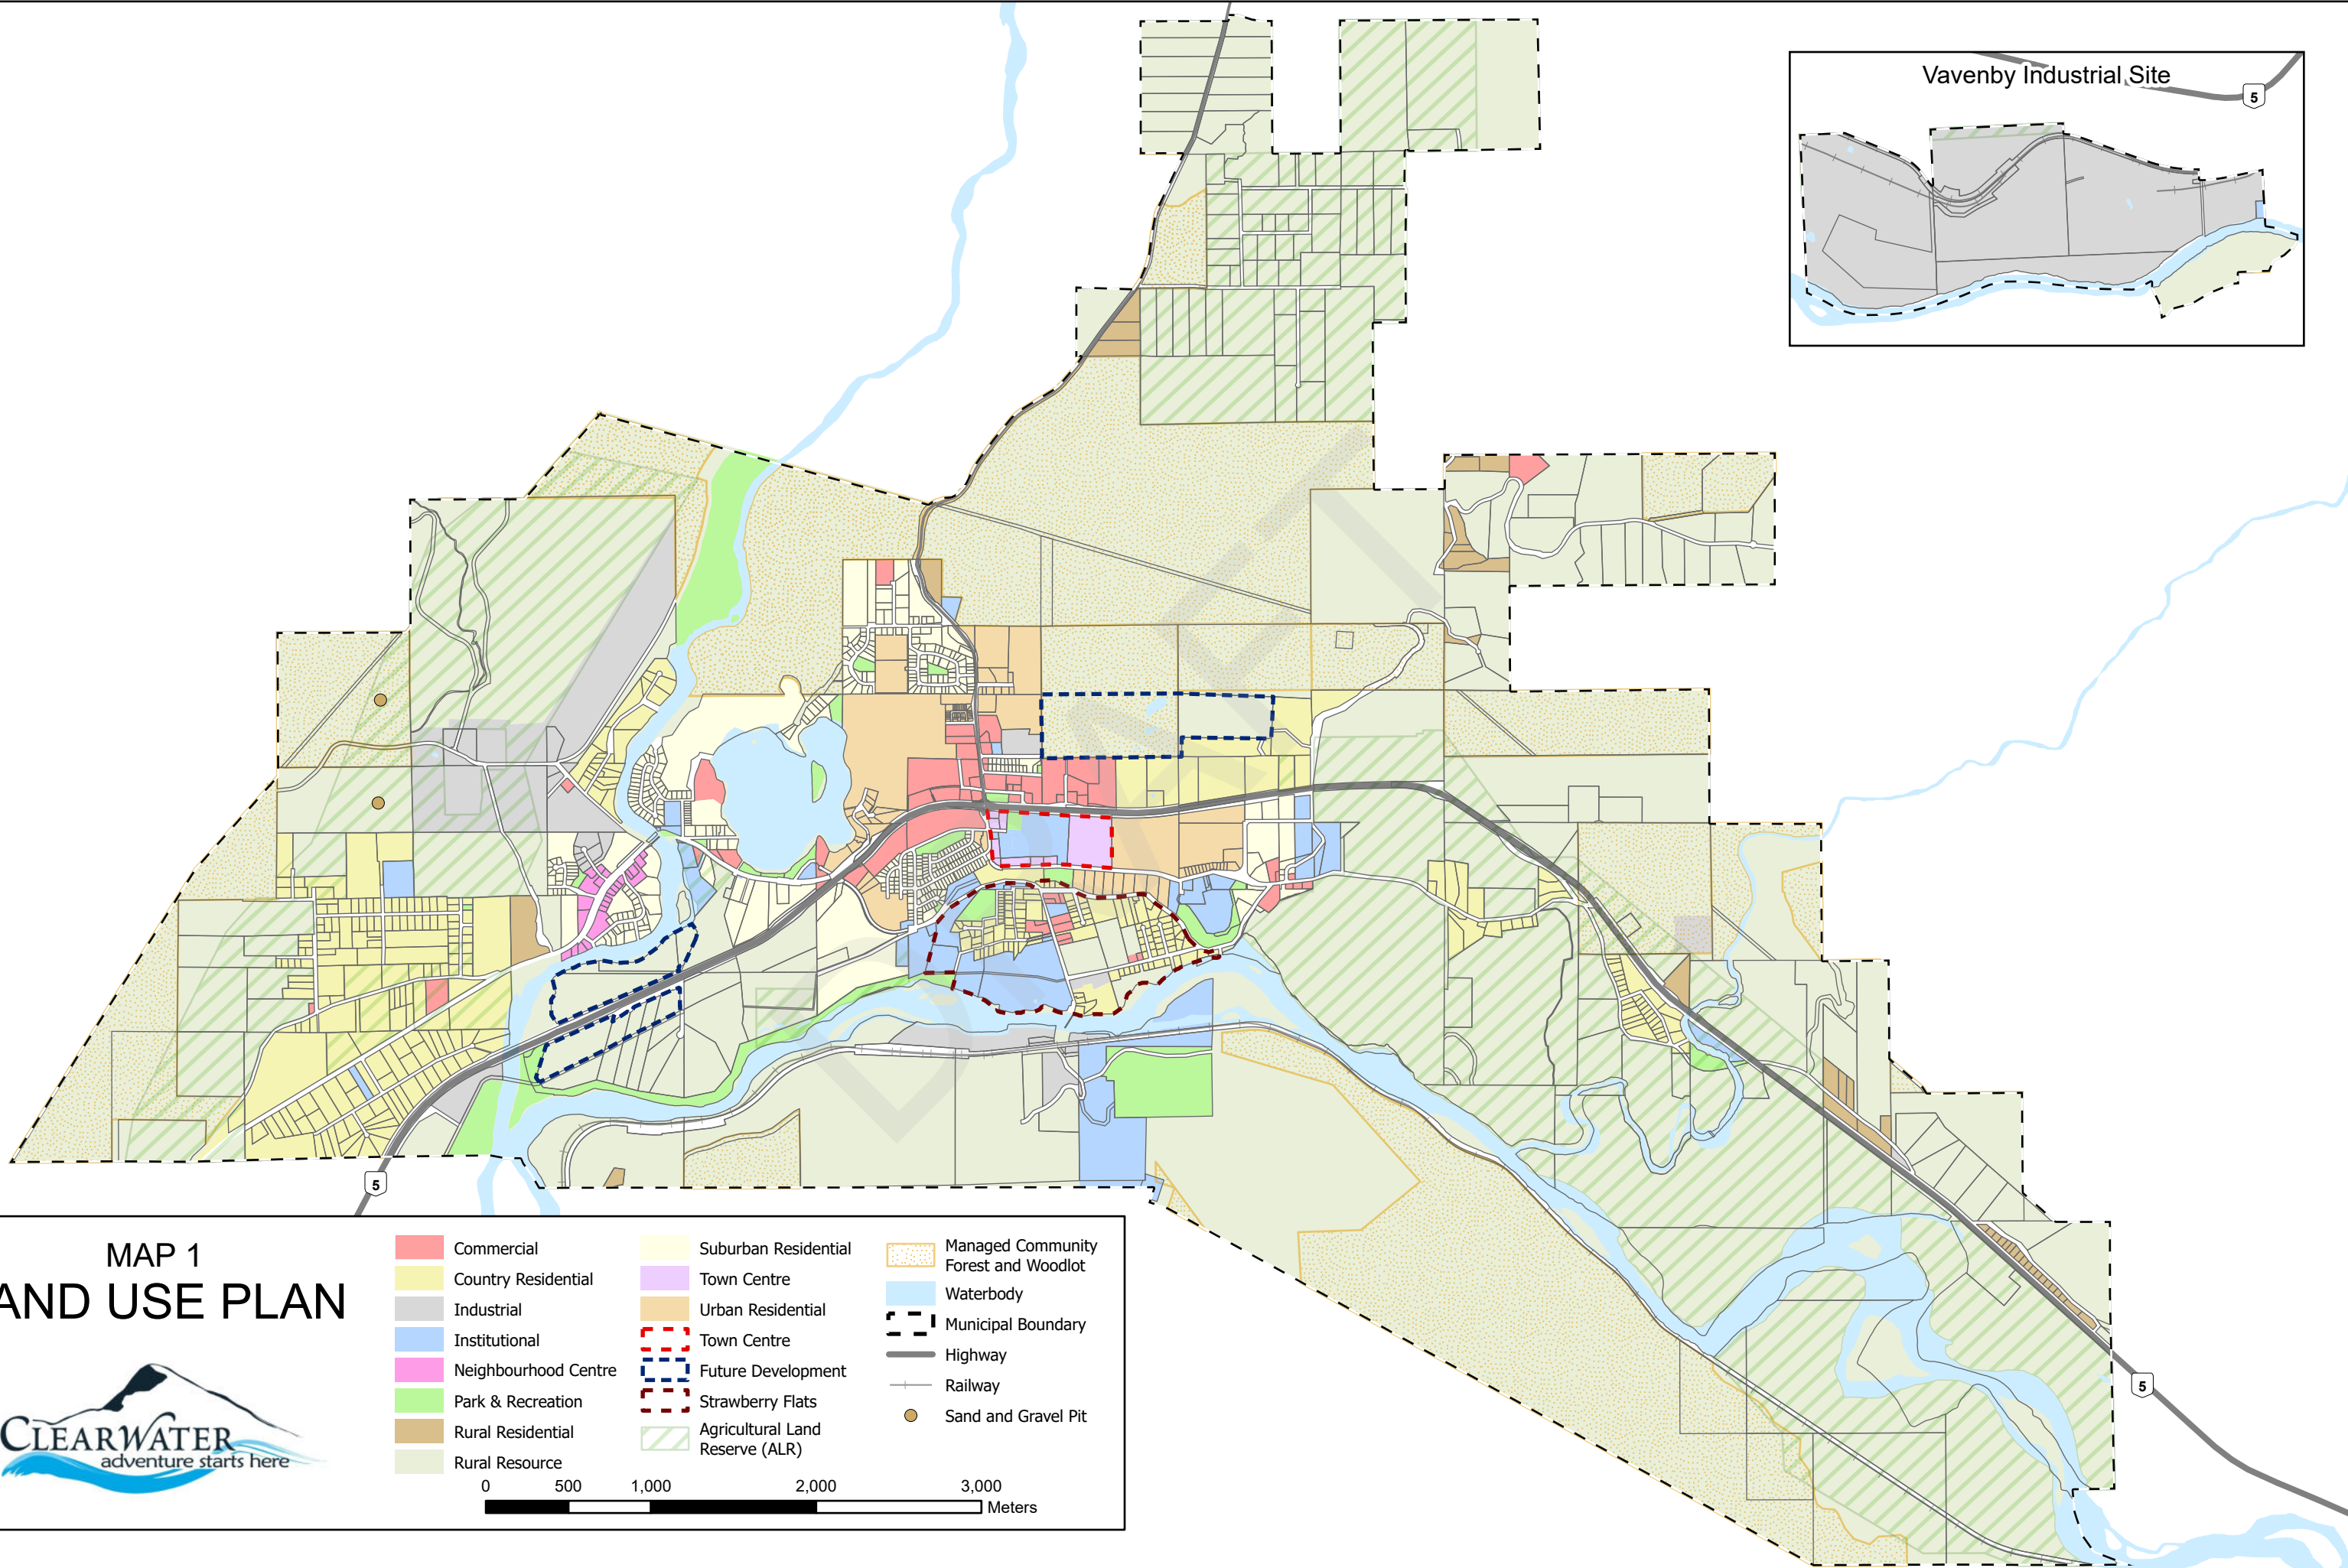 Vavenby Industrial Site
5
DRAFT
5
5
MAP 1
AND USE PLAN
CLEARWATER
adventure starts here
Commercial
Country Residential
Industrial
Institutional
Neighbourhood Centre
Park & Recreation
Rural Residential
Rural Resource
Suburban Residential
Town Centre
Urban Residential
Town Centre
Future Development
Strawberry Flats
Agricultural Land
Reserve (ALR)
Managed Community
Forest and Woodlot
Waterbody
Municipal Boundary
Highway
Railway
Sand and Gravel Pit
0 500 1,000 2,000 3,000
Meters